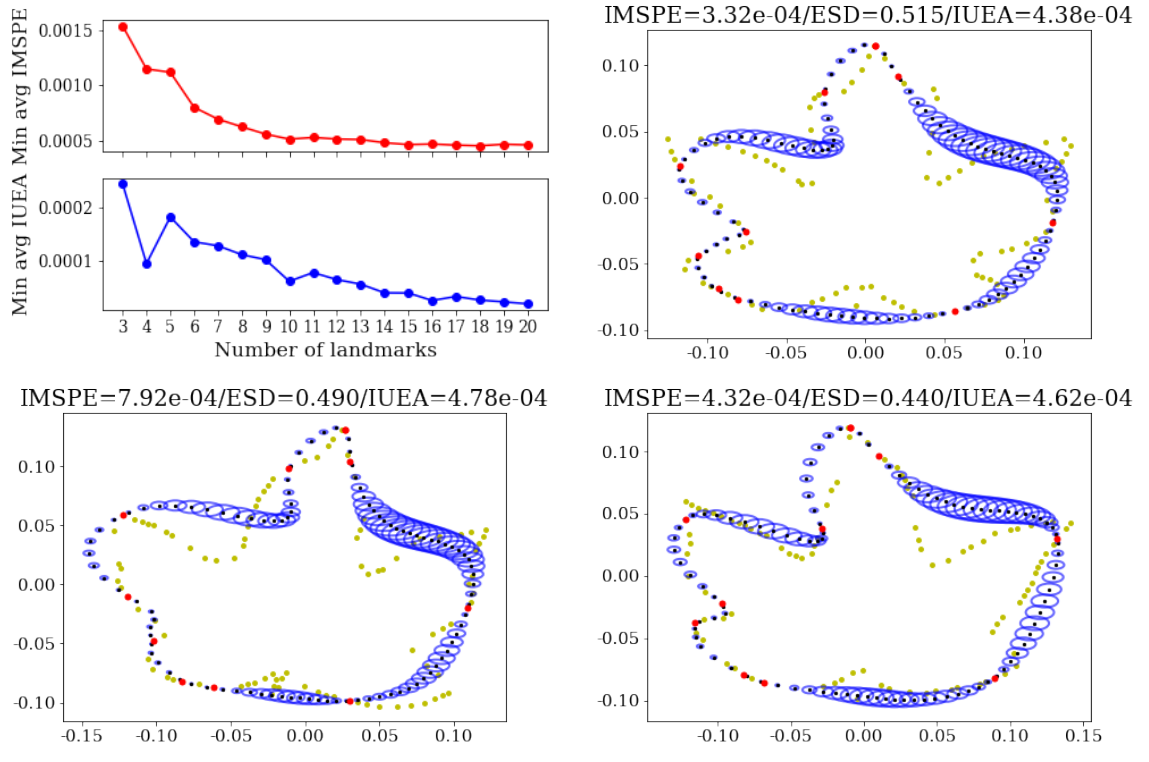 Min avg IMSPE
0.0015
0.0010
0.0005
Min avg IUEA
0.0002
0.0001
3 4 5 6 7 8 9 10 11 12 13 14 15 16 17 18 19 20
Number of landmarks
IMSPE=3.32e-04/ESD=0.515/IUEA=4.38e-04
0.10
0.05
0.00
-0.05
-0.10
-0.10 -0.05 0.00 0.05 0.10
IMSPE=7.92e-04/ESD=0.490/IUEA=4.78e-04
0.10
0.05
0.00
-0.05
-0.10
-0.15 -0.10 -0.05 0.00 0.05 0.10
IMSPE=4.32e-04/ESD=0.440/IUEA=4.62e-04
0.10
0.05
0.00
-0.05
-0.10
-0.10 -0.05 0.00 0.05 0.10 0.15